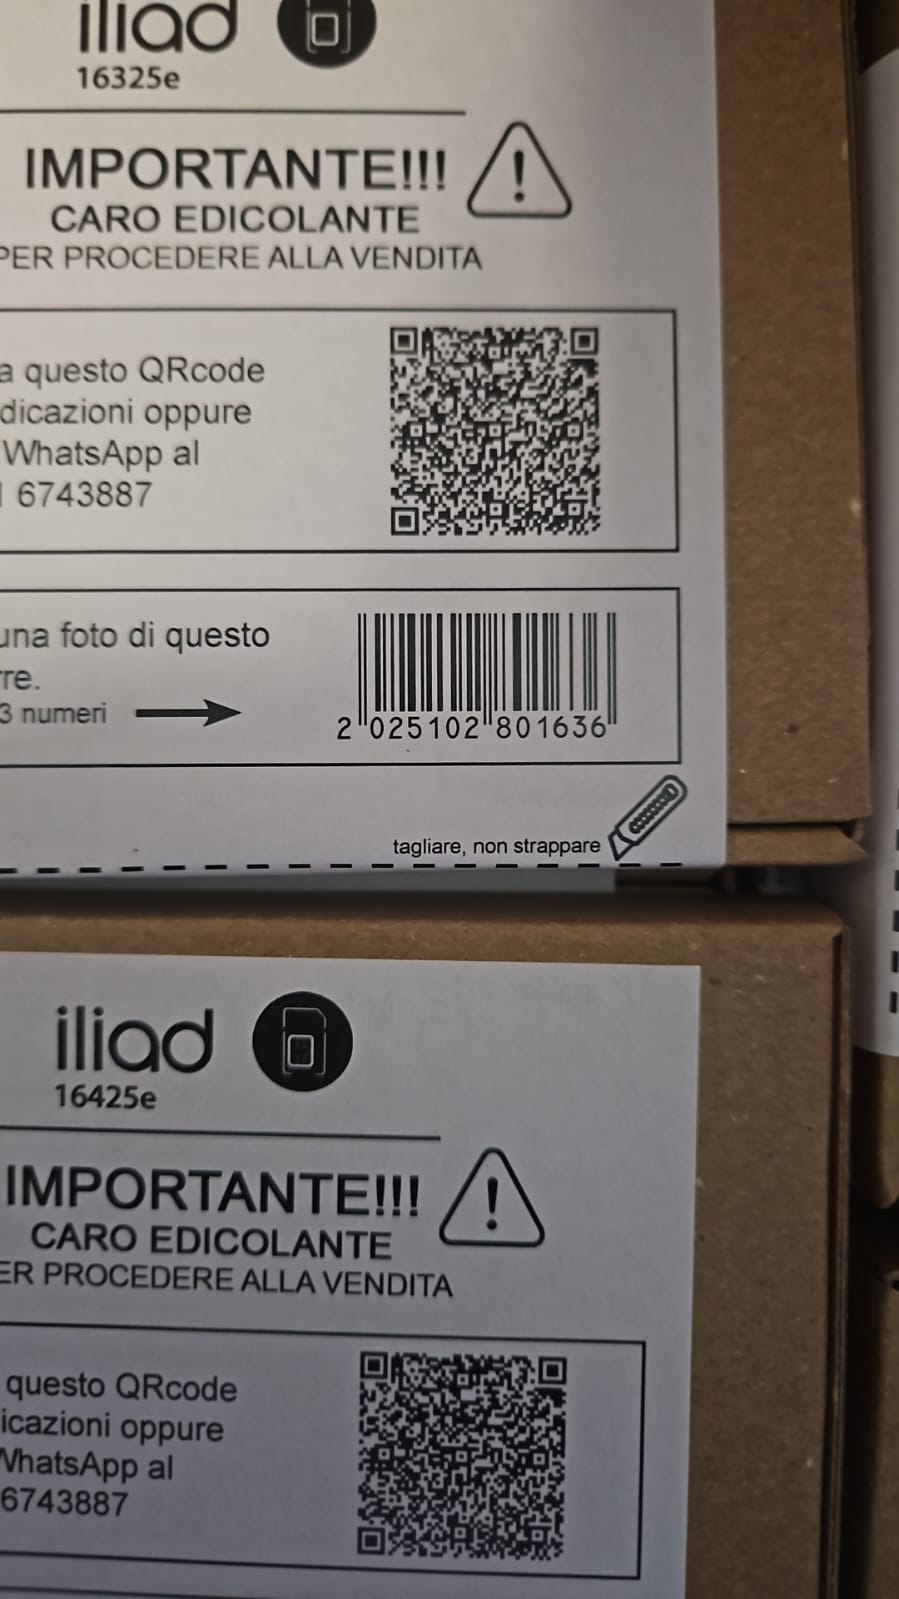 iliad
16325e
IMPORTANTE!!!
CARO EDICOLANTE
PER PROCEDERE ALLA VENDITA
a questo QRcode
dicazioni oppure
WhatsApp al
6743887
una foto di questo
rre.
3 numeri
2 025102 801636
tagliare, non strappare
iliad
16425e
IMPORTANTE!!!
CARO EDICOLANTE
ER PROCEDERE ALLA VENDITA
questo QRcode
icazioni oppure
WhatsApp al
6743887